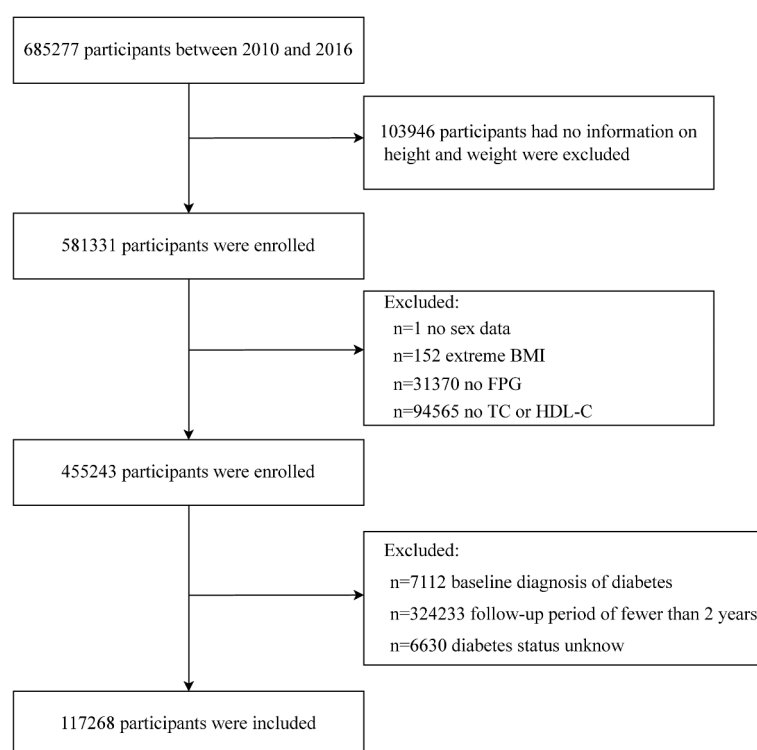 685277 participants between 2010 and 2016
103946 participants had no information on
height and weight were excluded
581331 participants were enrolled
Excluded:
n=1 no sex data
n=152 extreme BMI
n=31370 no FPG
n=94565 no TC or HDL-C
455243 participants were enrolled
Excluded:
n=7112 baseline diagnosis of diabetes
n=324233 follow-up period of fewer than 2 years
n=6630 diabetes status unknow
117268 participants were included